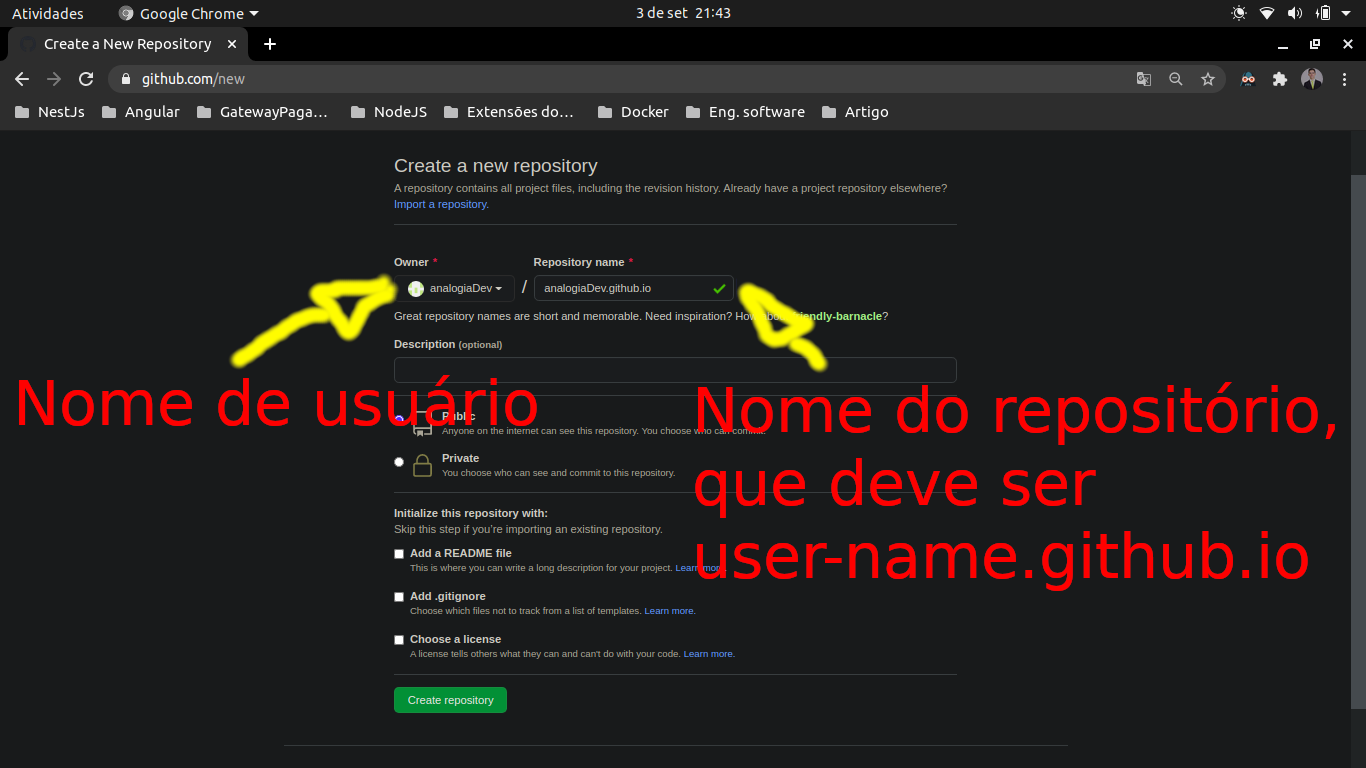 Atividades
Google Chrome
3 de set 21:43
Create a New Repository
github.com/new
NestJs
Angular
GatewayPaga…
NodeJS
Extensões do…
Docker
Eng. software
Artigo
Create a new repository
A repository contains all project files, including the revision history. Already have a project repository elsewhere?
Import a repository.
Owner *
Repository name *
analogiaDev
/
analogiaDev.github.io
Great repository names are short and memorable. Need inspiration? How about friendly-barnacle?
Description (optional)
Nome de usuário
Nome do repositório,
que deve ser
user-name.github.io
Public
Anyone on the internet can see this repository. You choose who can commit.
Private
You choose who can see and commit to this repository.
Initialize this repository with:
Skip this step if you're importing an existing repository.
Add a README file
This is where you can write a long description for your project. Learn more.
Add .gitignore
Choose which files not to track from a list of templates. Learn more.
Choose a license
A license tells others what they can and can't do with your code. Learn more.
Create repository